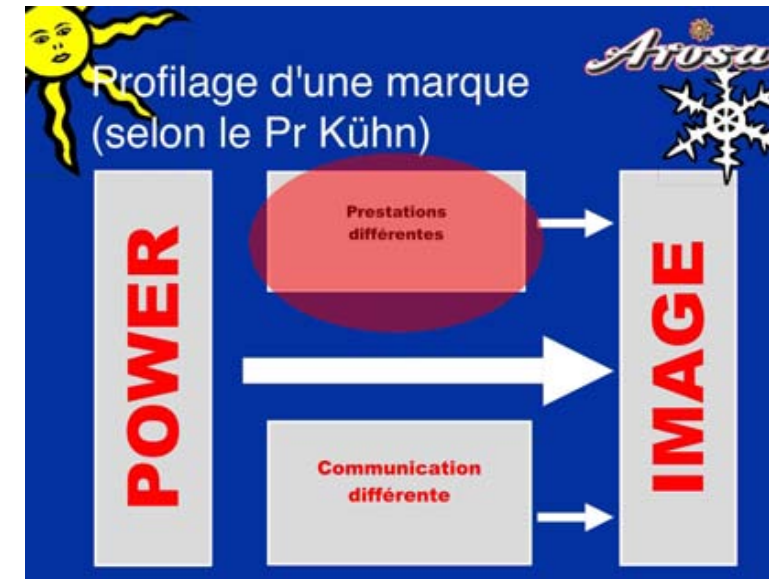 Arosa
Profilage d'une marque
(selon le Pr Kühn)
POWER
Prestations
différentes
Communication
différente
IMAGE